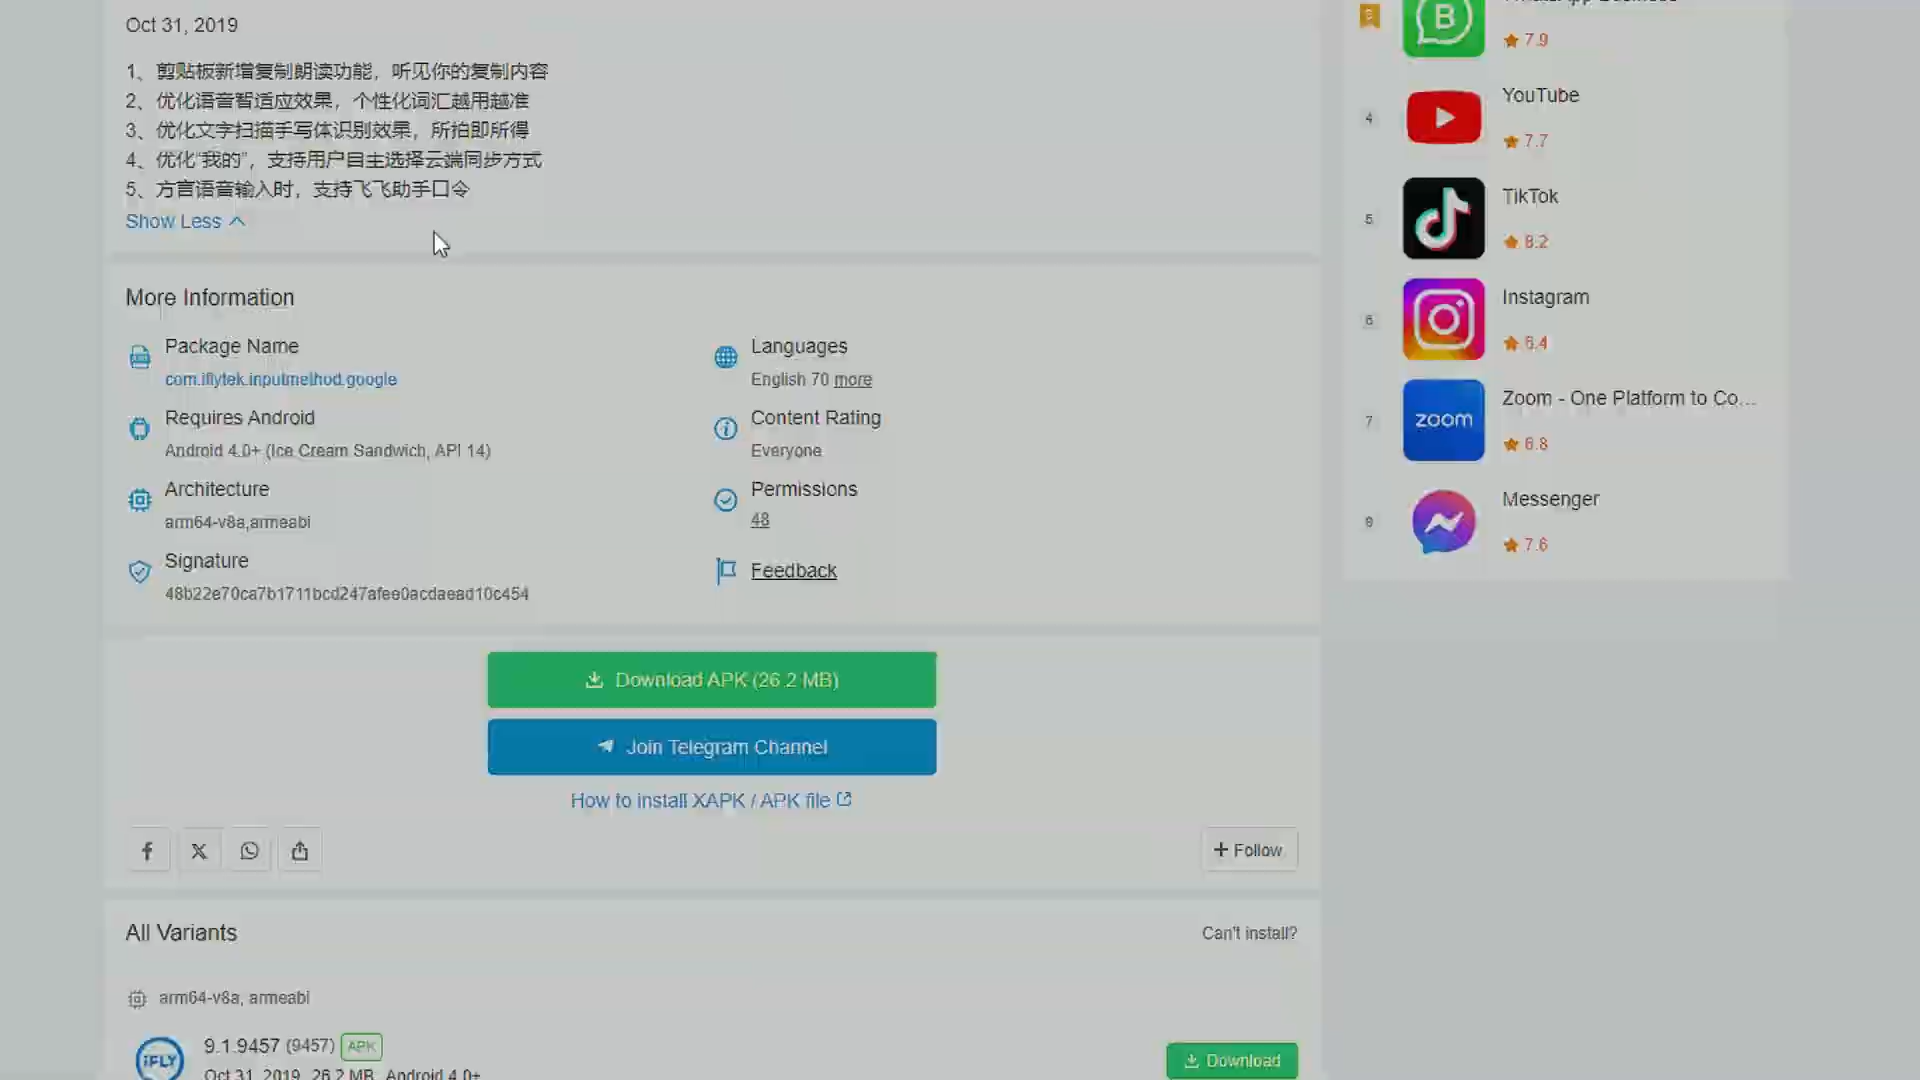 Oct 31, 2019
1、剪贴板新增复制朗读功能，听见你的复制内容
2、优化语音智适应效果，个性化词汇越用越准
3、优化文字扫描手写体识别效果，所拍即所得
4、优化“我的”，支持用户自主选择云端同步方式
5、方言语音输入时，支持飞飞助手口令
Show Less
More Information
Package Name
com.iflytek.inputmethod.google
Languages
English 70 more
Requires Android
Android 4.0+ (Ice Cream Sandwich, API 14)
Content Rating
Everyone
Architecture
arm64-v8a,armeabi
Permissions
48
Signature
48b22e70ca7b1711bcd247afee0acdaead10c454
Feedback
Download APK (26.2 MB)
Join Telegram Channel
How to install XAPK / APK file
+ Follow
All Variants
Can't install?
arm64-v8a, armeabi
iFLY
9.1.9457 (9457) APK
Oct 31, 2019 26.2 MB Android 4.0+
Download
B
7.9
4
YouTube
7.7
5
TikTok
8.2
6
Instagram
6.4
7
zoom
Zoom - One Platform to Co...
6.8
8
Messenger
7.6